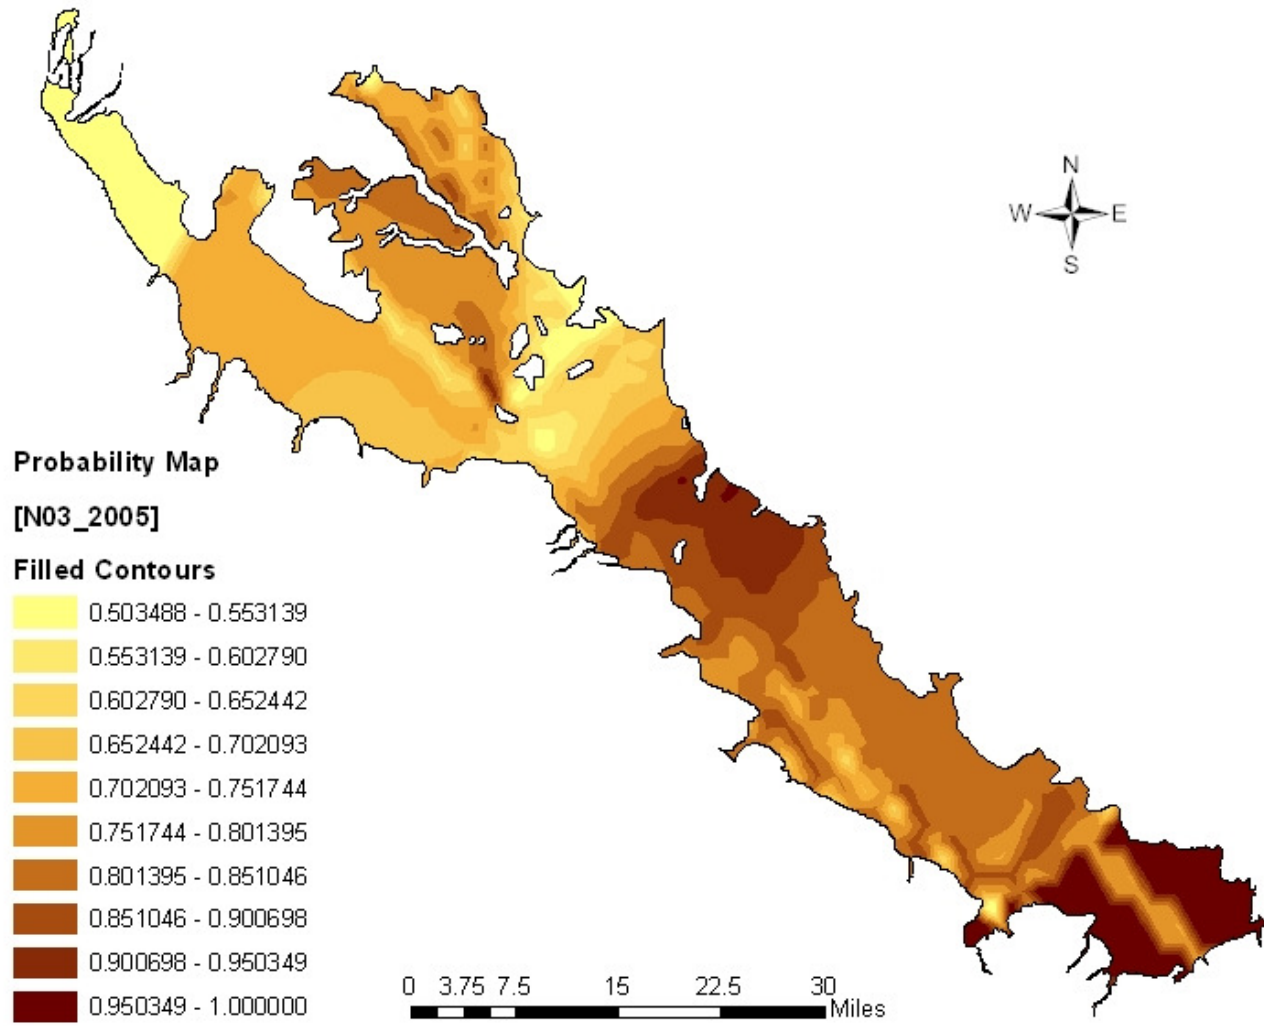 N
W E
S
Probability Map
[N03_2005]
Filled Contours
0.503488 - 0.553139
0.553139 - 0.602790
0.602790 - 0.652442
0.652442 - 0.702093
0.702093 - 0.751744
0.751744 - 0.801395
0.801395 - 0.851046
0.851046 - 0.900698
0.900698 - 0.950349
0.950349 - 1.000000
0 3.75 7.5 15 22.5 30
Miles